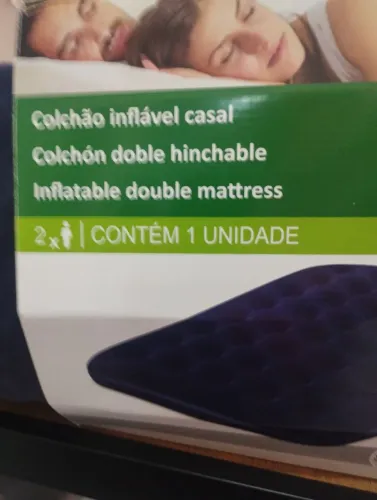 Colchão inflável casal
Colchón doble hinchable
Inflatable double mattress
2x | CONTÉM 1 UNIDADE